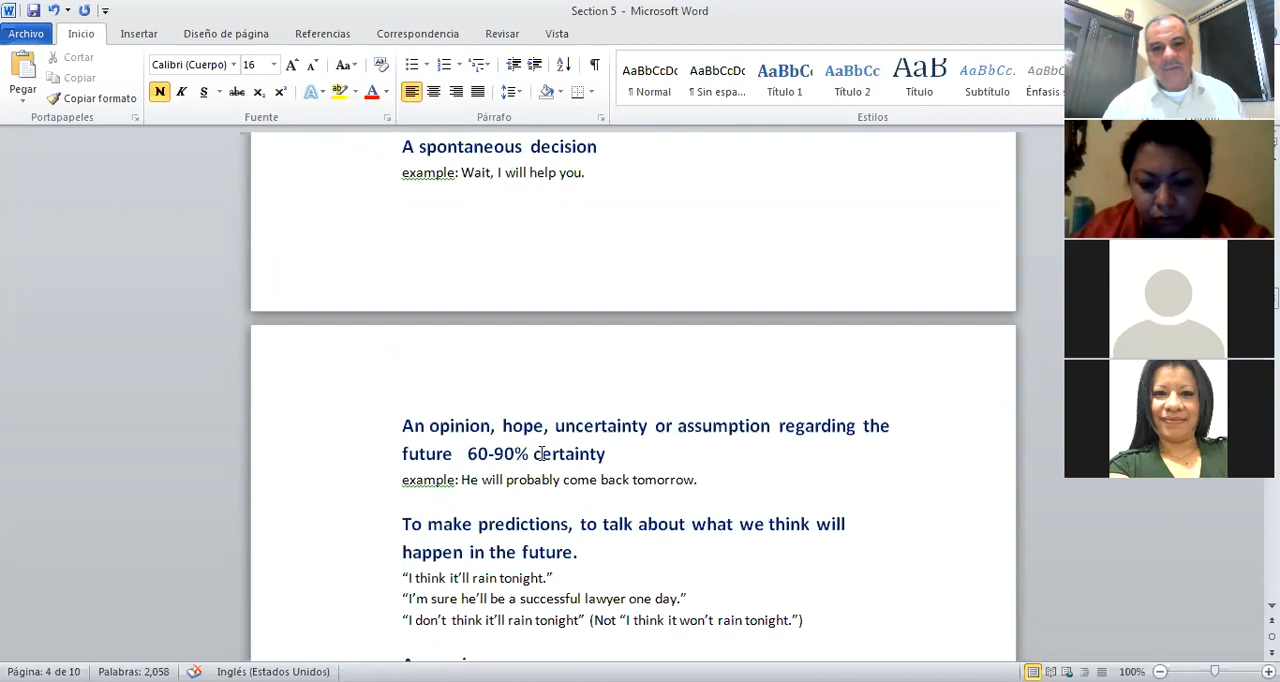 Section 5 - Microsoft Word
Archivo Inicio Insertar Diseño de página Referencias Correspondencia Revisar Vista
Cortar
Copiar
Copiar formato
Pegar
Portapapeles
Calibri (Cuerpo) 16
Fuente
Párrafo
AaBbCcDc AaBbCcDc AaBbC AaBbCc AaB AaBbCc AaBbCc
¶ Normal ¶ Sin espa... Título 1 Título 2 Título Subtítulo Énfasis
Estilos
A spontaneous decision
example: Wait, I will help you.
An opinion, hope, uncertainty or assumption regarding the
future 60-90% certainty
example: He will probably come back tomorrow.
To make predictions, to talk about what we think will
happen in the future.
“I think it’ll rain tonight.”
“I’m sure he’ll be a successful lawyer one day.”
“I don’t think it’ll rain tonight” (Not “I think it won’t rain tonight.”)
Página: 4 de 10 Palabras: 2,058 Inglés (Estados Unidos) 100%